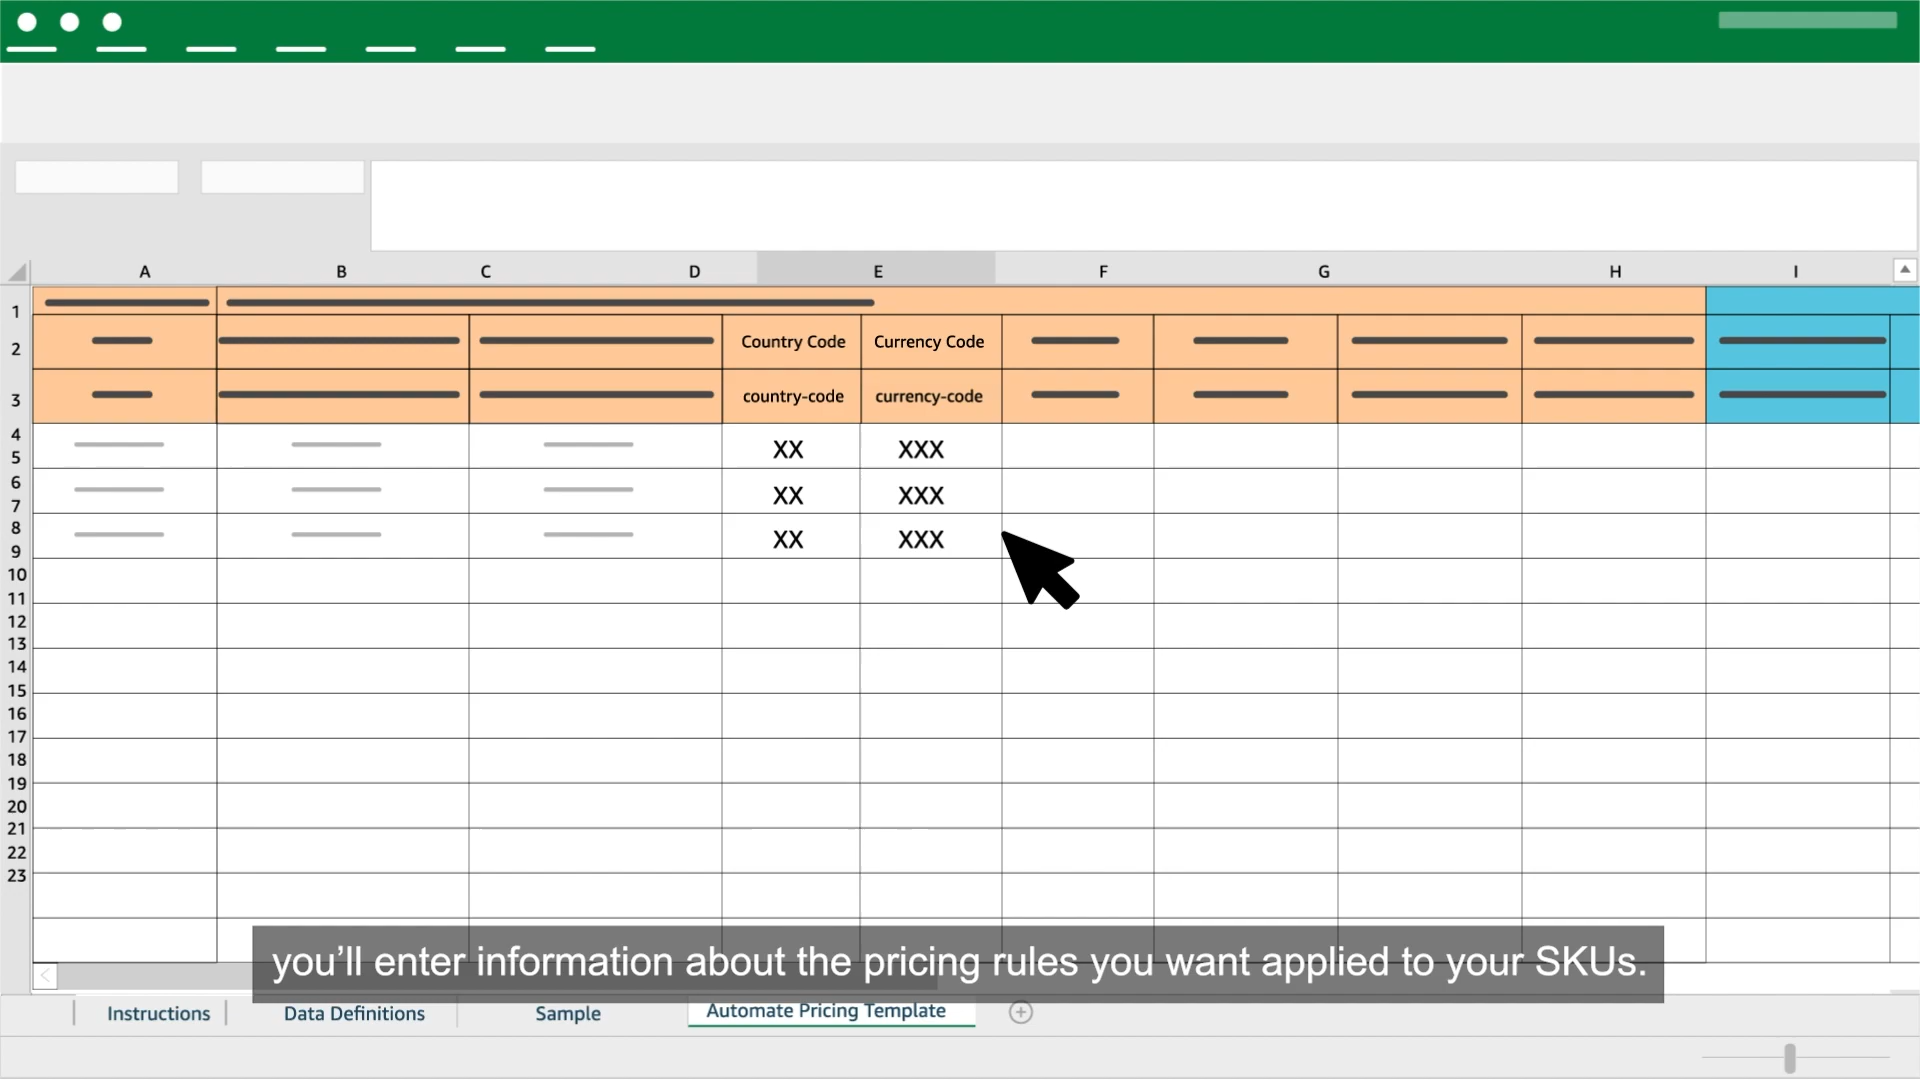 A B C D E F G H I
1
2 Country Code Currency Code
3 country-code currency-code
4
5 XX XXX
6
7 XX XXX
8
9 XX XXX
10
11
12
13
14
15
16
17
18
19
20
21
22
23
you’ll enter information about the pricing rules you want applied to your SKUs.
Instructions Data Definitions Sample Automate Pricing Template